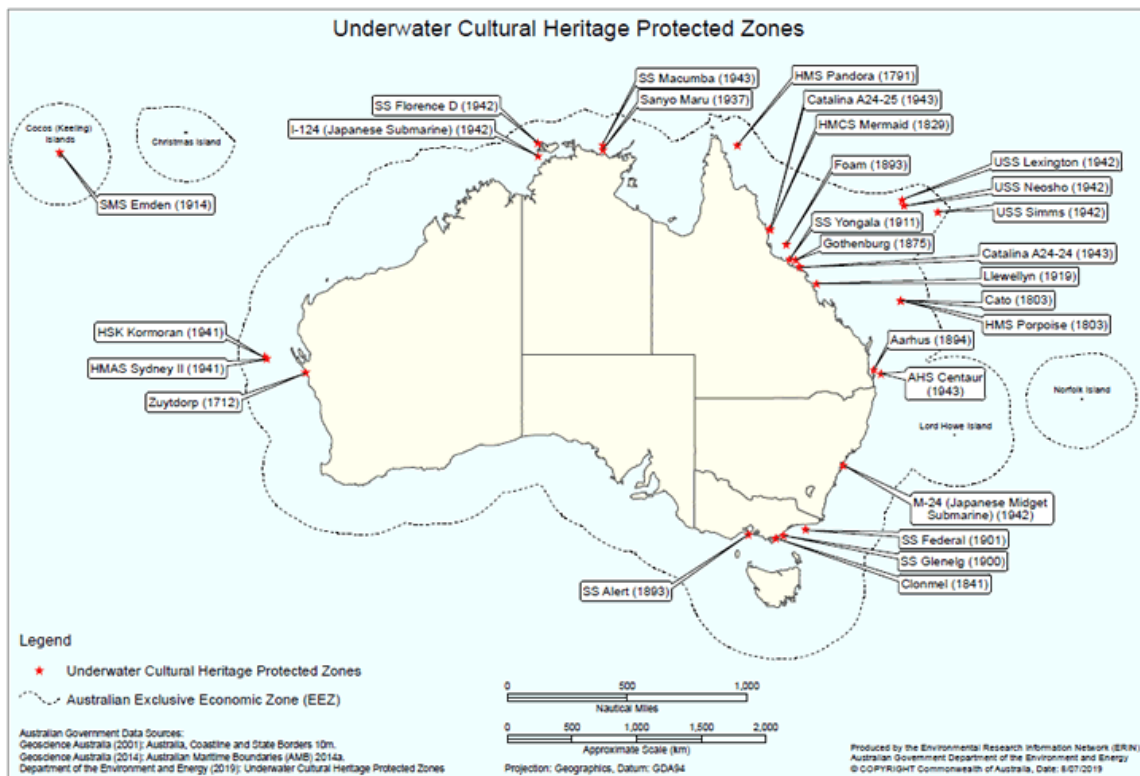 Underwater Cultural Heritage Protected Zones
SS Macumba (1943)
HMS Pandora (1791)
SS Florence D (1942)
Sanyo Maru (1937)
Catalina A24-25 (1943)
I-124 (Japanese Submarine) (1942)
HMCS Mermaid (1829)
Cocos (Keeling)
Islands
Christmas Island
Foam (1893)
USS Lexington (1942)
USS Neosho (1942)
SMS Emden (1914)
USS Simms (1942)
SS Yongala (1911)
Gothenburg (1875)
Catalina A24-24 (1943)
Llewellyn (1919)
Cato (1803)
HMS Porpoise (1803)
HSK Kormoran (1941)
Aarhus (1894)
HMAS Sydney II (1941)
AHS Centaur
(1943)
Norfolk Island
Zuytdorp (1712)
Lord Howe Island
M-24 (Japanese Midget
Submarine) (1942)
SS Federal (1901)
SS Glenelg (1900)
SS Alert (1893)
Clonmel (1841)
Legend
Underwater Cultural Heritage Protected Zones
Australian Exclusive Economic Zone (EEZ)
0 500 1,000
Nautical Miles
0 500 1,000 1,500 2,000
Approximate Scale (km)
Australian Government Data Sources:
Geoscience Australia (2001): Australia, Coastline and State Borders 10m.
Geoscience Australia (2014): Australian Maritime Boundaries (AMB) 2014a.
Department of the Environment and Energy (2019): Underwater Cultural Heritage Protected Zones
Projection: Geographics, Datum: GDA94
Produced by the Environmental Research Information Network (ERIN)
Australian Government Department of the Environment and Energy
© COPYRIGHT Commonwealth of Australia, Date: 8/07/2019